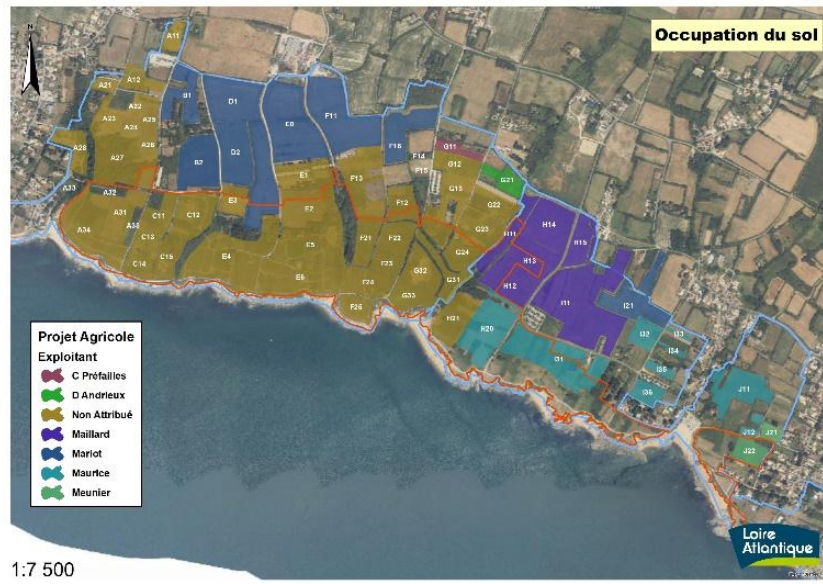 Occupation du sol
N
A11
A12
A21
A22
A23
A24
A25
A26
A27
A28
B1
B2
D1
D2
E0
F11
F16
F14
F15
G11
G12
G13
G21
G22
G23
G24
E1
E2
E3
F13
F12
A33
A32
A31
A34
C11
C12
C13
C14
C15
E4
E5
E6
F21
F22
F23
F24
F25
G31
G32
G33
H11
H12
H13
H14
H15
H20
H21
I11
I21
I31
I32
I33
I34
I35
I36
J11
J12
J21
J22
Projet Agricole
Exploitant
C Préfailles
D Andrieux
Non Attribué
Maillard
Mariot
Maurice
Meunier
Loire
Atlantique
1:7 500